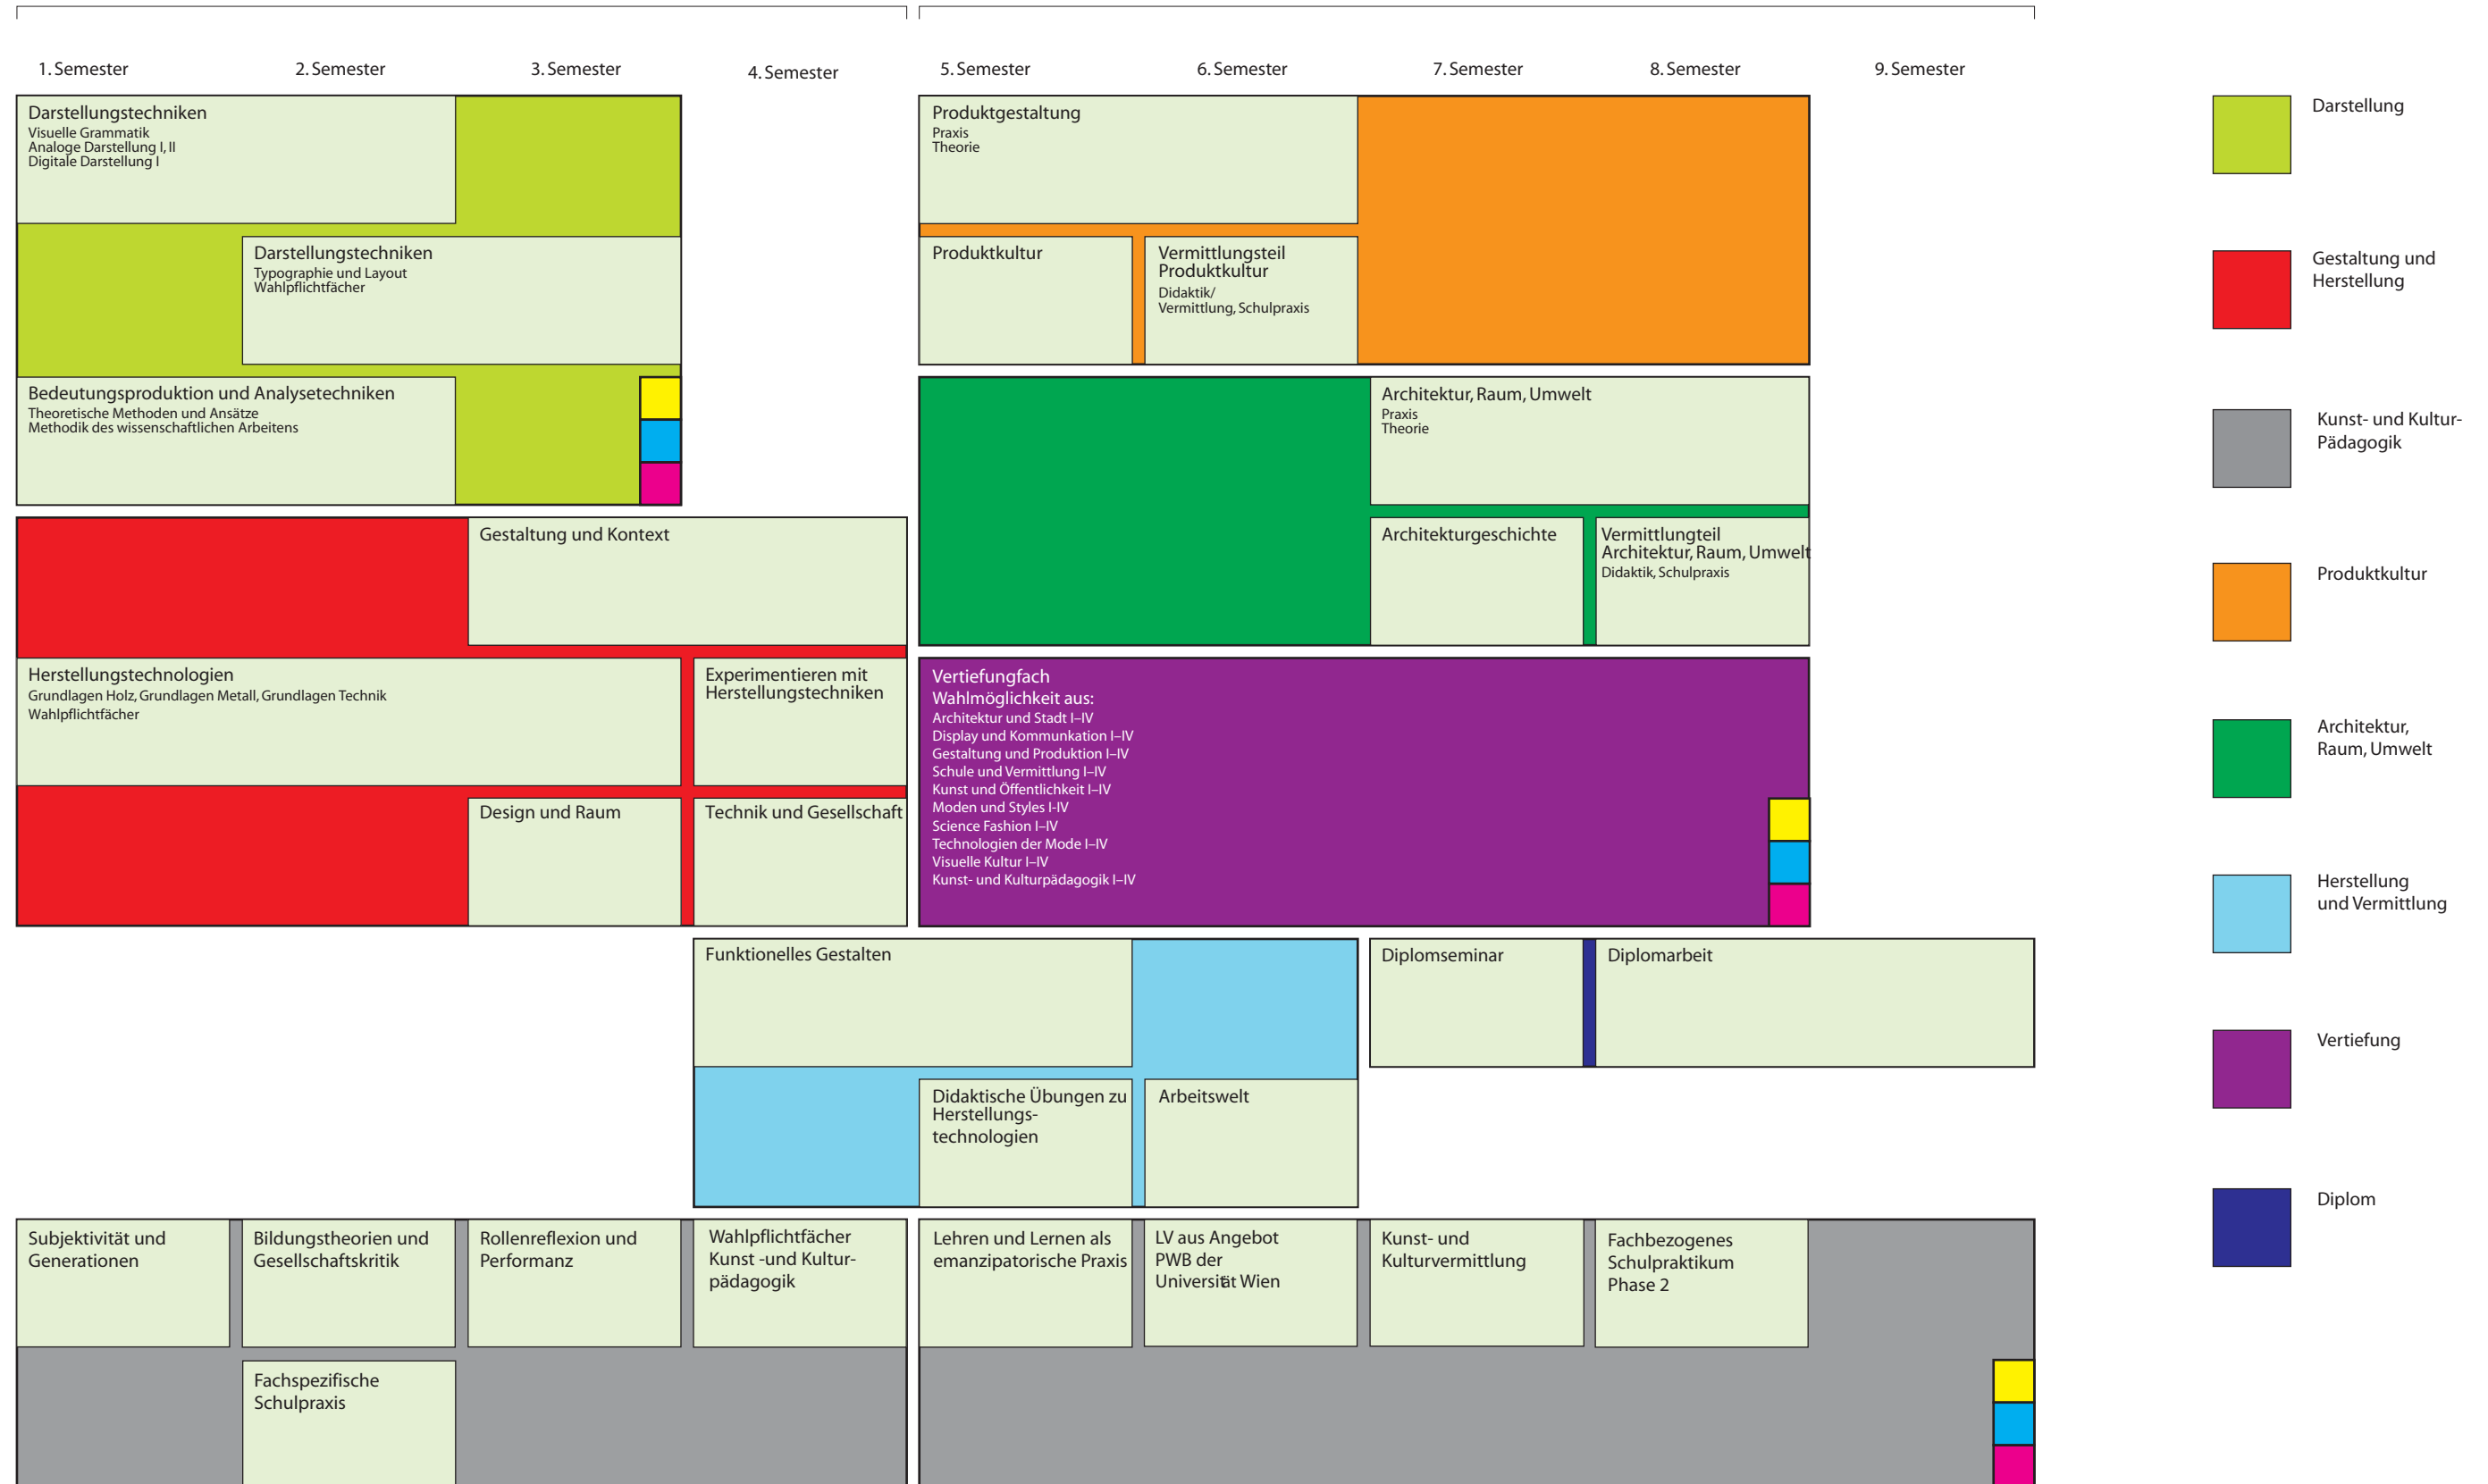 1. Semester
2. Semester
3. Semester
4. Semester
5. Semester
6. Semester
7. Semester
8. Semester
9. Semester
Darstellungstechniken
Visuelle Grammatik
Analoge Darstellung I, II
Digitale Darstellung I
Darstellungstechniken
Typographie und Layout
Wahlpflichtfächer
Bedeutungsproduktion und Analysetechniken
Theoretische Methoden und Ansätze
Methodik des wissenschaftlichen Arbeitens
Gestaltung und Kontext
Herstellungstechnologien
Grundlagen Holz, Grundlagen Metall, Grundlagen Technik
Wahlpflichtfächer
Experimentieren mit
Herstellungstechniken
Design und Raum
Technik und Gesellschaft
Produktgestaltung
Praxis
Theorie
Produktkultur
Vermittlungsteil
Produktkultur
Didaktik/
Vermittlung, Schulpraxis
Architektur, Raum, Umwelt
Praxis
Theorie
Architekturgeschichte
Vermittlungteil
Architektur, Raum, Umwelt
Didaktik, Schulpraxis
Vertiefungfach
Wahlmöglichkeit aus:
Architektur und Stadt I–IV
Display und Kommunkation I–IV
Gestaltung und Produktion I–IV
Schule und Vermittlung I–IV
Kunst und Öffentlichkeit I–IV
Moden und Styles I-IV
Science Fashion I–IV
Technologien der Mode I–IV
Visuelle Kultur I–IV
Kunst- und Kulturpädagogik I–IV
Funktionelles Gestalten
Didaktische Übungen zu
Herstellungs-
technologien
Arbeitswelt
Diplomseminar
Diplomarbeit
Subjektivität und
Generationen
Bildungstheorien und
Gesellschaftskritik
Rollenreflexion und
Performanz
Wahlpflichtfächer
Kunst -und Kultur-
pädagogik
Lehren und Lernen als
emanzipatorische Praxis
LV aus Angebot
PWB der
Universität Wien
Kunst- und
Kulturvermittlung
Fachbezogenes
Schulpraktikum
Phase 2
Fachspezifische
Schulpraxis
Darstellung
Gestaltung und
Herstellung
Kunst- und Kultur-
Pädagogik
Produktkultur
Architektur,
Raum, Umwelt
Herstellung
und Vermittlung
Vertiefung
Diplom